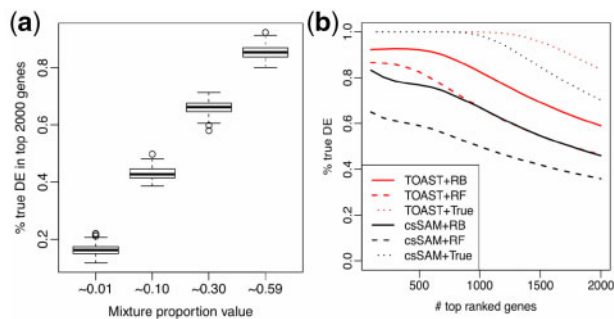 (a)
% true DE in top 2000 genes
0.8
0.6
0.4
0.2
~0.01 ~0.10 ~0.30 ~0.59
Mixture proportion value
(b)
% true DE
1.0
0.8
0.6
0.4
0.2
0.0
TOAST+RB
TOAST+RF
TOAST+True
csSAM+RB
csSAM+RF
csSAM+True
500 1000 1500 2000
# top ranked genes